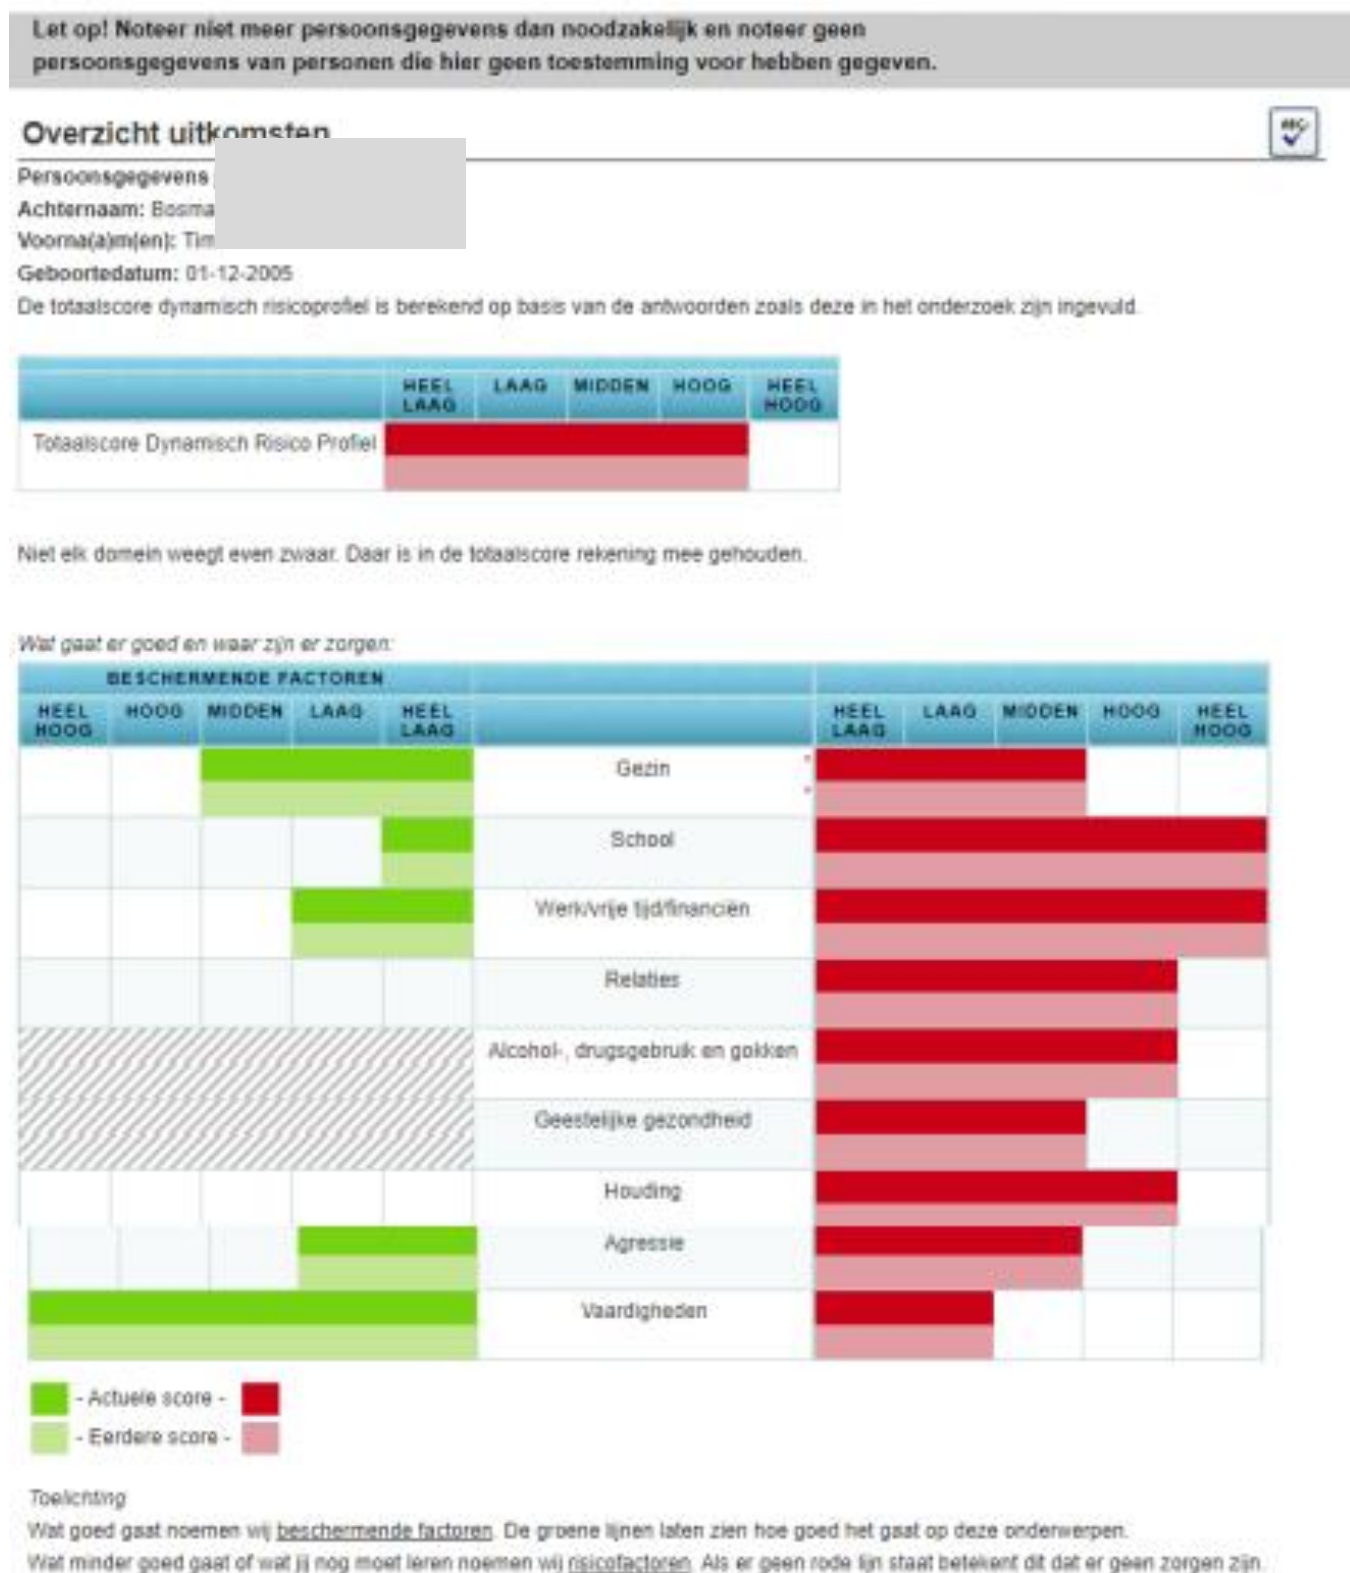 Let op! Noteer niet meer persoonsgegevens dan noodzakelijk en noteer geen
persoonsgegevens van personen die hier geen toestemming voor hebben gegeven.
Overzicht uitkomsten
ABC
Persoonsgegevens
Achternaam: Bosma
Voorna(a)m(en): Tim
Geboortedatum: 01-12-2005
De totaalscore dynamisch risicoprofiel is berekend op basis van de antwoorden zoals deze in het onderzoek zijn ingevuld.
HEEL LAAG LAAG MIDDEN HOOG HEEL HOOG
Totaalscore Dynamisch Risico Profiel
Niet elk domein weegt even zwaar. Daar is in de totaalscore rekening mee gehouden.
Wat gaat er goed en waar zijn er zorgen:
BESCHERMENDE FACTOREN
HEEL HOOG HOOG MIDDEN LAAG HEEL LAAG HEEL LAAG LAAG MIDDEN HOOG HEEL HOOG
Gezin *
*
School
Werk/vrije tijd/financiën
Relaties
Alcohol-, drugsgebruik en gokken
Geestelijke gezondheid
Houding
Agressie
Vaardigheden
- Actuele score -
- Eerdere score -
Toelichting
Wat goed gaat noemen wij beschermende factoren. De groene lijnen laten zien hoe goed het gaat op deze onderwerpen.
Wat minder goed gaat of wat jij nog moet leren noemen wij risicofactoren. Als er geen rode lijn staat betekent dit dat er geen zorgen zijn.